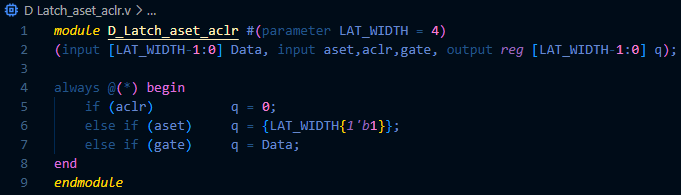 D Latch_aset_aclr.v > ...
1 module D_Latch_aset_aclr #(parameter LAT_WIDTH = 4)
2 (input [LAT_WIDTH-1:0] Data, input aset,aclr,gate, output reg [LAT_WIDTH-1:0] q);
3
4 always @(*) begin
5 if (aclr) q = 0;
6 else if (aset) q = {LAT_WIDTH{1'b1}};
7 else if (gate) q = Data;
8 end
9 endmodule